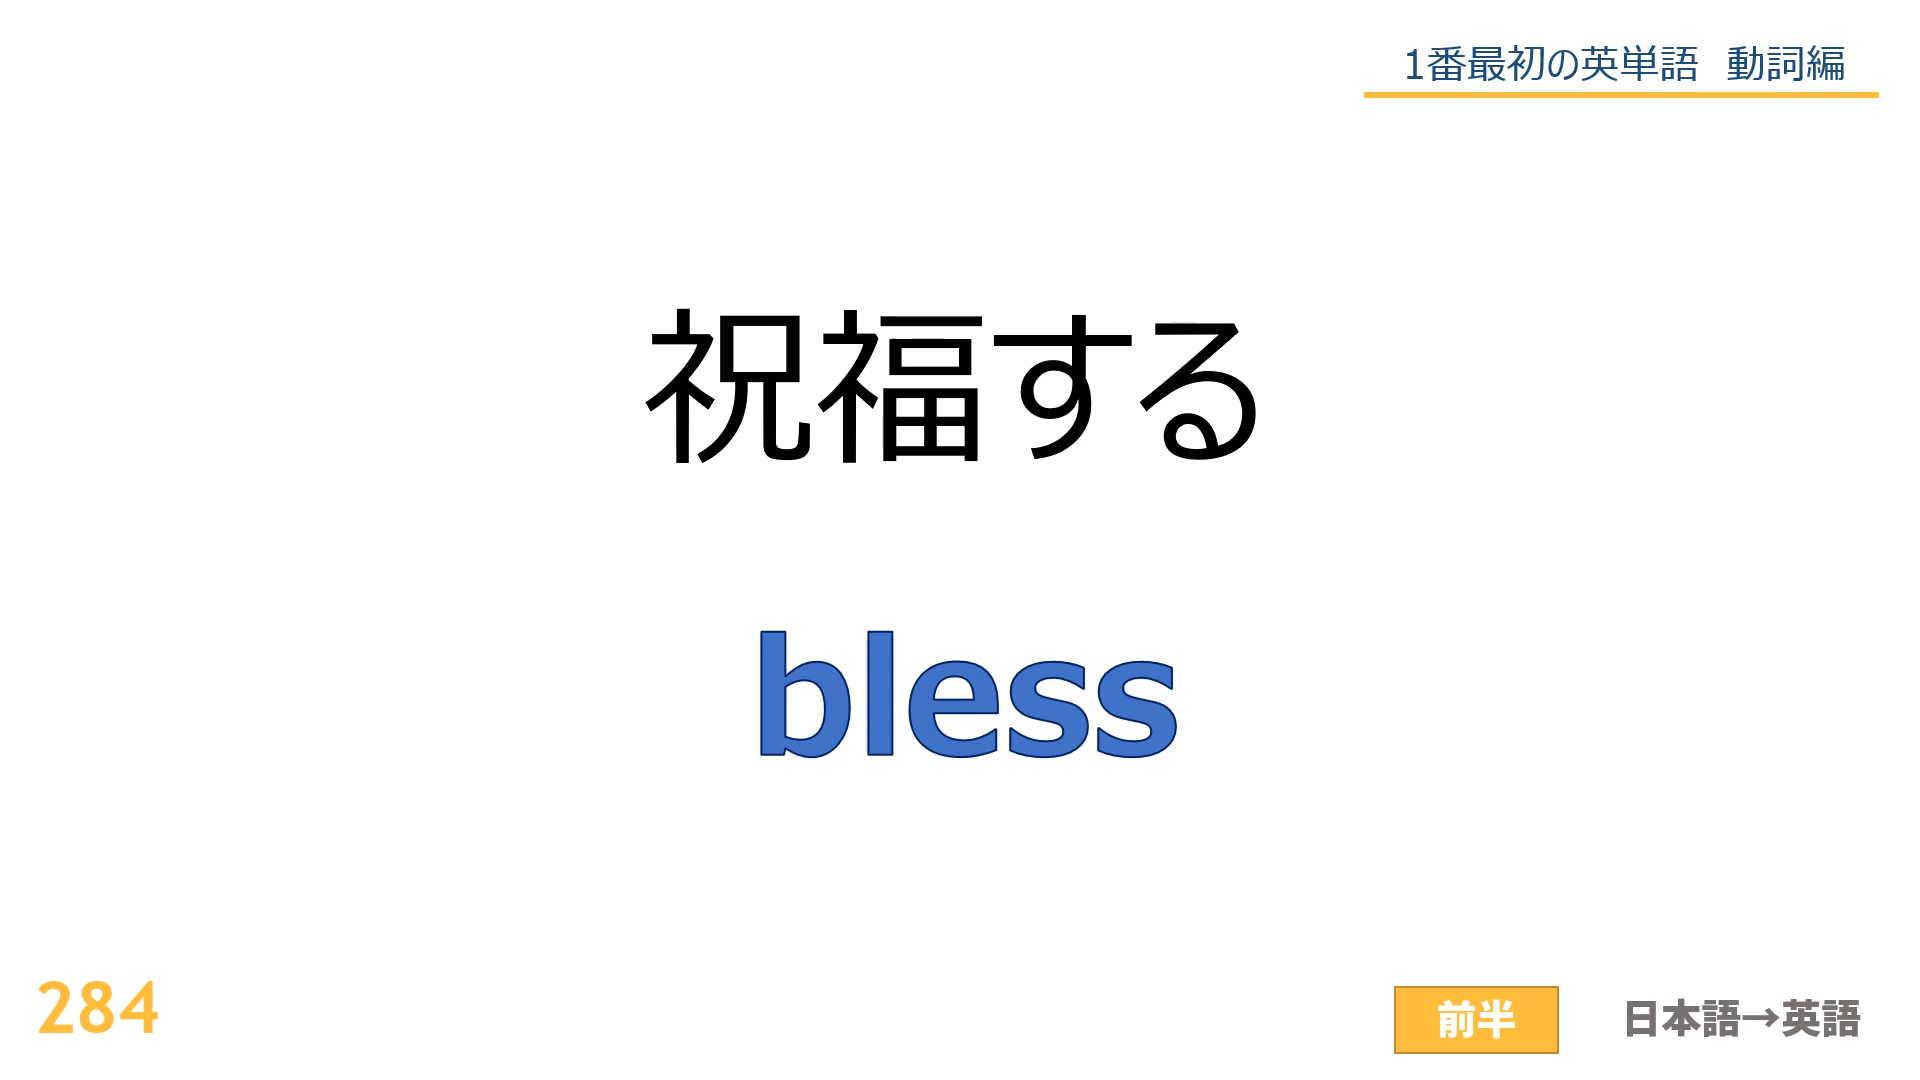 1番最初の英単語　動詞編
祝福する
bless
284
前半
日本語→英語